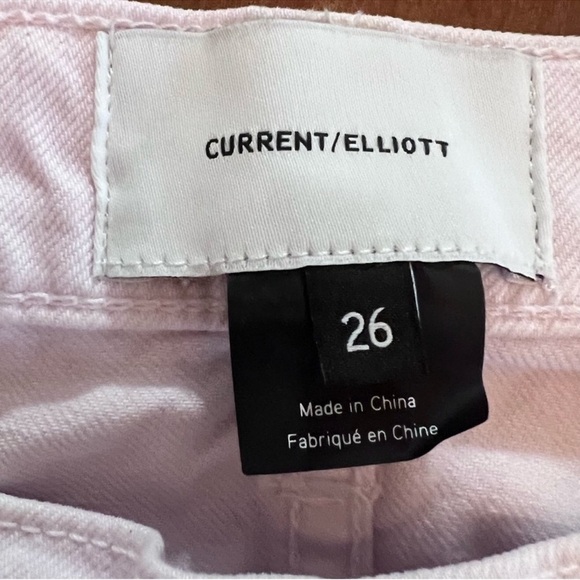 CURRENT/ELLIOTT
26
Made in China
Fabriqué en Chine